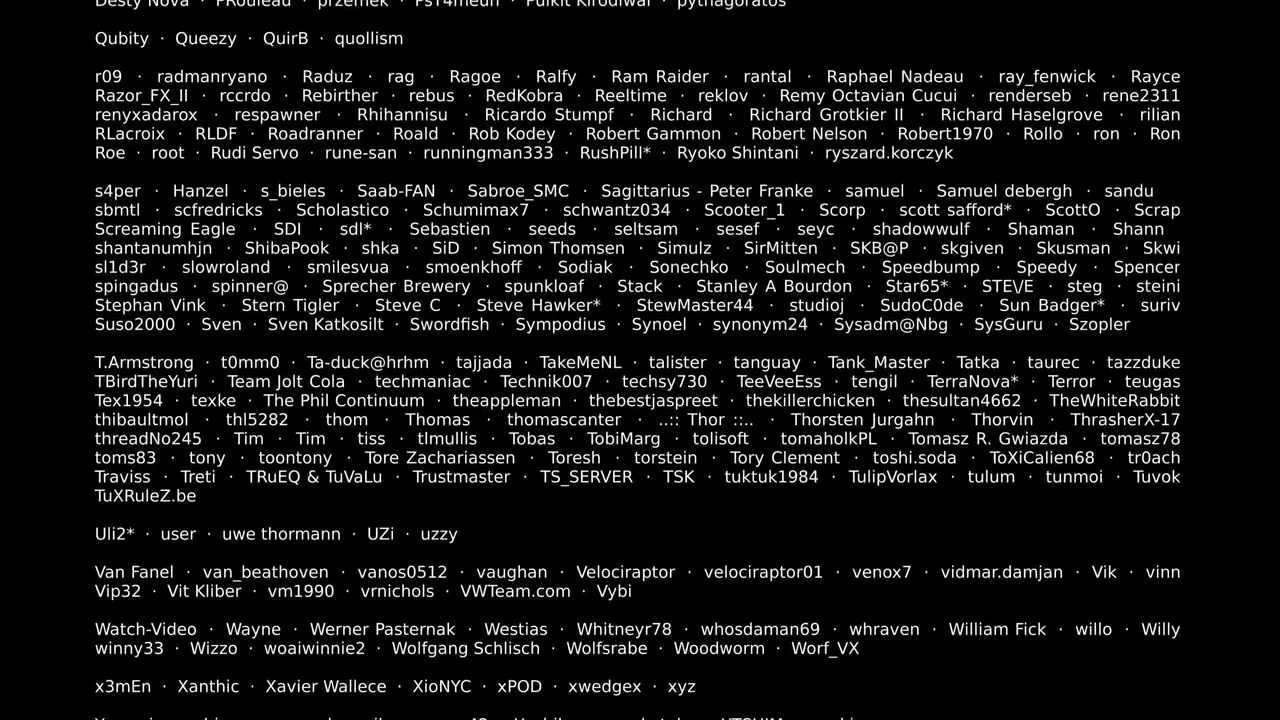 Desty Nova · PRouleau · przemek · PsT4meuh · Pulkit Kirodiwal · pythagoratos
Qubity · Queezy · QuirB · quollism
r09 · radmanryano · Raduz · rag · Ragoe · Ralfy · Ram Raider · rantal · Raphael Nadeau · ray_fenwick · Rayce
Razor_FX_II · rccrdo · Rebirther · rebus · RedKobra · Reeltime · reklov · Remy Octavian Cucui · renderseb · rene2311
renyxadarox · respawner · Rhihannisu · Ricardo Stumpf · Richard · Richard Grotkier II · Richard Haselgrove · rilian
RLacroix · RLDF · Roadranner · Roald · Rob Kodey · Robert Gammon · Robert Nelson · Robert1970 · Rollo · ron · Ron
Roe · root · Rudi Servo · rune-san · runningman333 · RushPill* · Ryoko Shintani · ryszard.korczyk
s4per · Hanzel · s_bieles · Saab-FAN · Sabroe_SMC · Sagittarius - Peter Franke · samuel · Samuel debergh · sandu
sbmtl · scfredricks · Scholastico · Schumimax7 · schwantz034 · Scooter_1 · Scorp · scott safford* · ScottO · Scrap
Screaming Eagle · SDI · sdl* · Sebastien · seeds · seltsam · sesef · seyc · shadowwulf · Shaman · Shann
shantanumhjn · ShibaPook · shka · SiD · Simon Thomsen · Simulz · SirMitten · SKB@P · skgiven · Skusman · Skwi
sl1d3r · slowroland · smilesvua · smoenkhoff · Sodiak · Sonechko · Soulmech · Speedbump · Speedy · Spencer
spingadus · spinner@ · Sprecher Brewery · spunkloaf · Stack · Stanley A Bourdon · Star65* · STE\/E · steg · steini
Stephan Vink · Stern Tigler · Steve C · Steve Hawker* · StewMaster44 · studioj · SudoC0de · Sun Badger* · suriv
Suso2000 · Sven · Sven Katkosilt · Swordfish · Sympodius · Synoel · synonym24 · Sysadm@Nbg · SysGuru · Szopler
T.Armstrong · t0mm0 · Ta-duck@hrhm · tajjada · TakeMeNL · talister · tanguay · Tank_Master · Tatka · taurec · tazzduke
TBirdTheYuri · Team Jolt Cola · techmaniac · Technik007 · techsy730 · TeeVeeEss · tengil · TerraNova* · Terror · teugas
Tex1954 · texke · The Phil Continuum · theappleman · thebestjaspreet · thekillerchicken · thesultan4662 · TheWhiteRabbit
thibaultmol · thl5282 · thom · Thomas · thomascanter · ..:: Thor ::.. · Thorsten Jurgahn · Thorvin · ThrasherX-17
threadNo245 · Tim · Tim · tiss · tlmullis · Tobas · TobiMarg · tolisoft · tomaholkPL · Tomasz R. Gwiazda · tomasz78
toms83 · tony · toontony · Tore Zachariassen · Toresh · torstein · Tory Clement · toshi.soda · ToXiCalien68 · tr0ach
Traviss · Treti · TRuEQ & TuVaLu · Trustmaster · TS_SERVER · TSK · tuktuk1984 · TulipVorlax · tulum · tunmoi · Tuvok
TuXRuleZ.be
Uli2* · user · uwe thormann · UZi · uzzy
Van Fanel · van_beathoven · vanos0512 · vaughan · Velociraptor · velociraptor01 · venox7 · vidmar.damjan · Vik · vinn
Vip32 · Vit Kliber · vm1990 · vrnichols · VWTeam.com · Vybi
Watch-Video · Wayne · Werner Pasternak · Westias · Whitneyr78 · whosdaman69 · whraven · William Fick · willo · Willy
winny33 · Wizzo · woaiwinnie2 · Wolfgang Schlisch · Wolfsrabe · Woodworm · Worf_VX
x3mEn · Xanthic · Xavier Wallece · XioNYC · xPOD · xwedgex · xyz